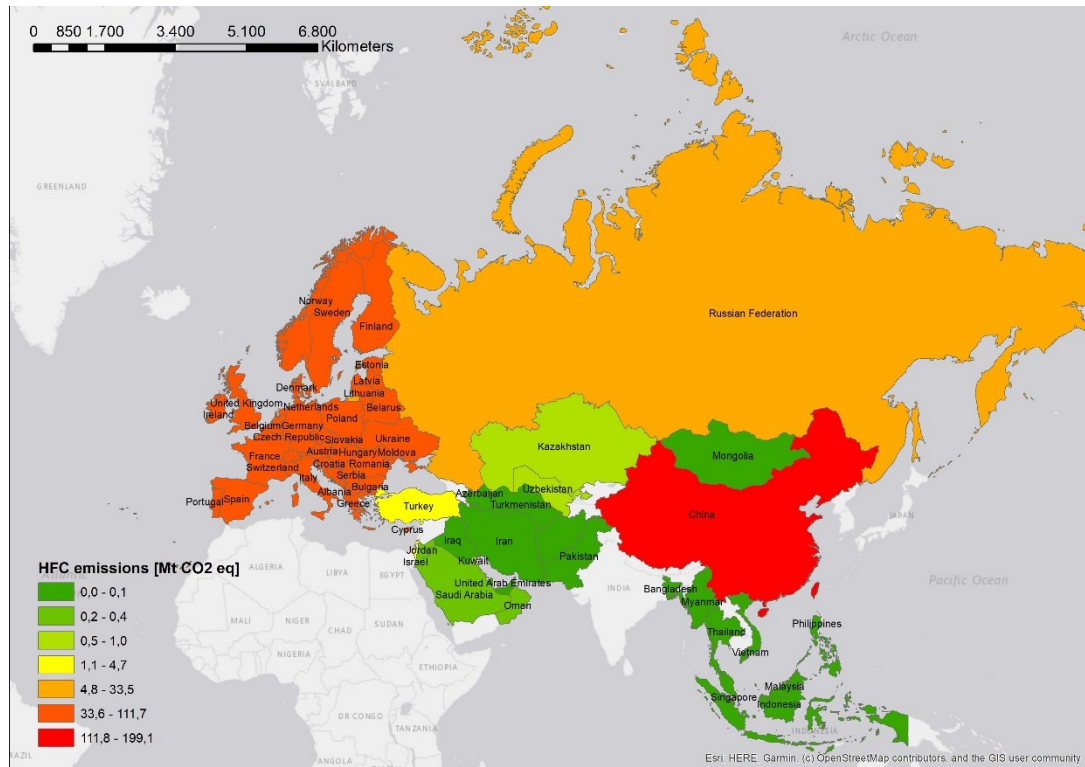 0 850 1.700 3.400 5.100 6.800
Kilometers
Arctic Ocean
SVALBARD
GREENLAND
Norway
Sweden
Finland
Russian Federation
Estonia
Latvia
Lithuania
Denmark
United Kingdom
Ireland
Netherlands
Belarus
Poland
Belgium
Germany
Czech Republic
Slovakia
Ukraine
Austria
Hungary
Moldova
France
Switzerland
Croatia
Romania
Italy
Serbia
Bulgaria
Albania
Portugal
Spain
Greece
Kazakhstan
Mongolia
Uzbekistan
Azerbaijan
Turkmenistan
Turkey
China
JAPAN
Cyprus
Iraq
Iran
Jordan
Israel
Kuwait
Pakistan
United Arab Emirates
Saudi Arabia
Oman
INDIA
Bangladesh
Myanmar
Thailand
Vietnam
Philippines
Pacific Ocean
Malaysia
Singapore
Indonesia
INDONESIA
ALGERIA
LIBYA
EGYPT
MALI
NIGER
CHAD
SUDAN
NIGERIA
ETHIOPIA
DR CONGO
TANZANIA
ANGOLA
HFC emissions [Mt CO2 eq]
0,0 - 0,1
0,2 - 0,4
0,5 - 1,0
1,1 - 4,7
4,8 - 33,5
33,6 - 111,7
111,8 - 199,1
Esri, HERE, Garmin, (c) OpenStreetMap contributors, and the GIS user community